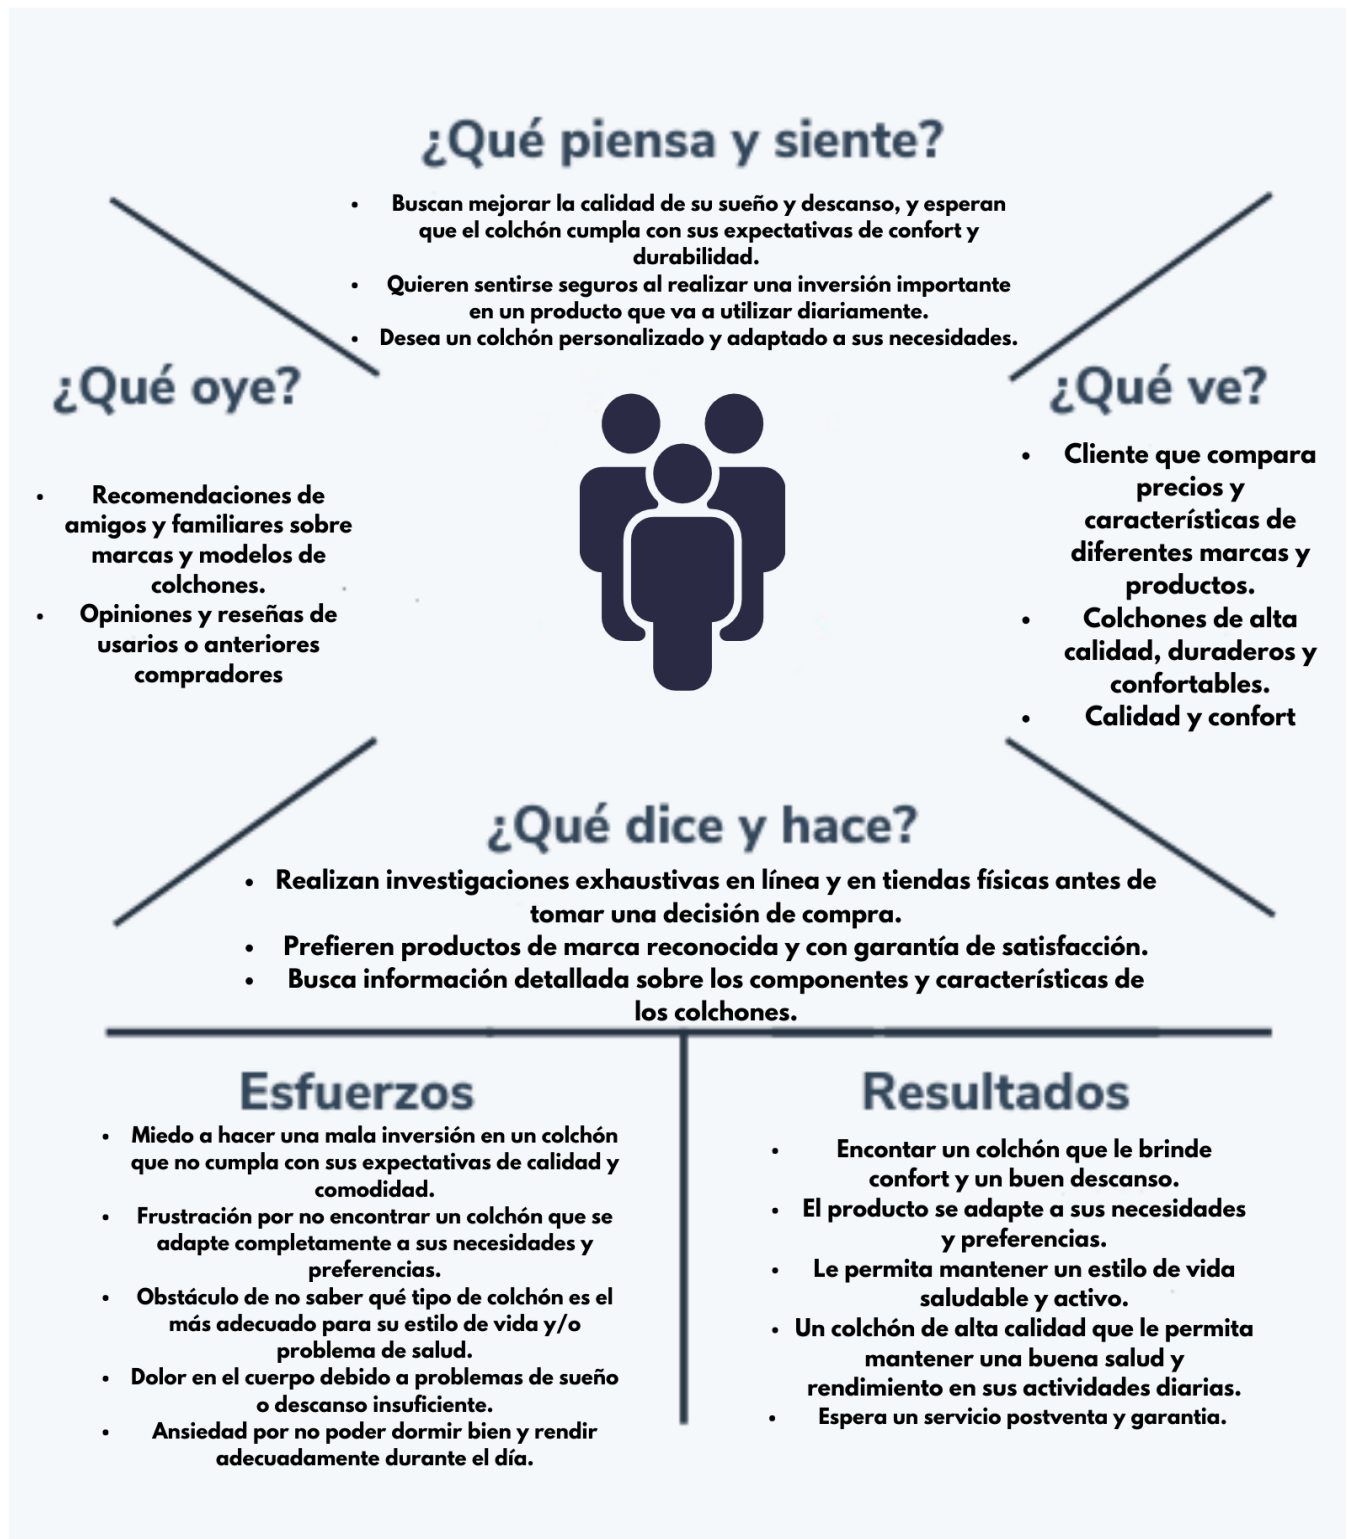 ¿Qué piensa y siente?
• Buscan mejorar la calidad de su sueño y descanso, y esperan
que el colchón cumpla con sus expectativas de confort y
durabilidad.
• Quieren sentirse seguros al realizar una inversión importante
en un producto que va a utilizar diariamente.
• Desea un colchón personalizado y adaptado a sus necesidades.
¿Qué oye?
• Recomendaciones de
amigos y familiares sobre
marcas y modelos de
colchones.
• Opiniones y reseñas de
usarios o anteriores
compradores
¿Qué ve?
• Cliente que compara
precios y
características de
diferentes marcas y
productos.
• Colchones de alta
calidad, duraderos y
confortables.
• Calidad y confort
¿Qué dice y hace?
• Realizan investigaciones exhaustivas en línea y en tiendas físicas antes de
tomar una decisión de compra.
• Prefieren productos de marca reconocida y con garantía de satisfacción.
• Busca información detallada sobre los componentes y características de
los colchones.
Esfuerzos
• Miedo a hacer una mala inversión en un colchón
que no cumpla con sus expectativas de calidad y
comodidad.
• Frustración por no encontrar un colchón que se
adapte completamente a sus necesidades y
preferencias.
• Obstáculo de no saber qué tipo de colchón es el
más adecuado para su estilo de vida y/o
problema de salud.
• Dolor en el cuerpo debido a problemas de sueño
o descanso insuficiente.
• Ansiedad por no poder dormir bien y rendir
adecuadamente durante el día.
Resultados
• Encontar un colchón que le brinde
confort y un buen descanso.
• El producto se adapte a sus necesidades
y preferencias.
• Le permita mantener un estilo de vida
saludable y activo.
• Un colchón de alta calidad que le permita
mantener una buena salud y
rendimiento en sus actividades diarias.
• Espera un servicio postventa y garantia.